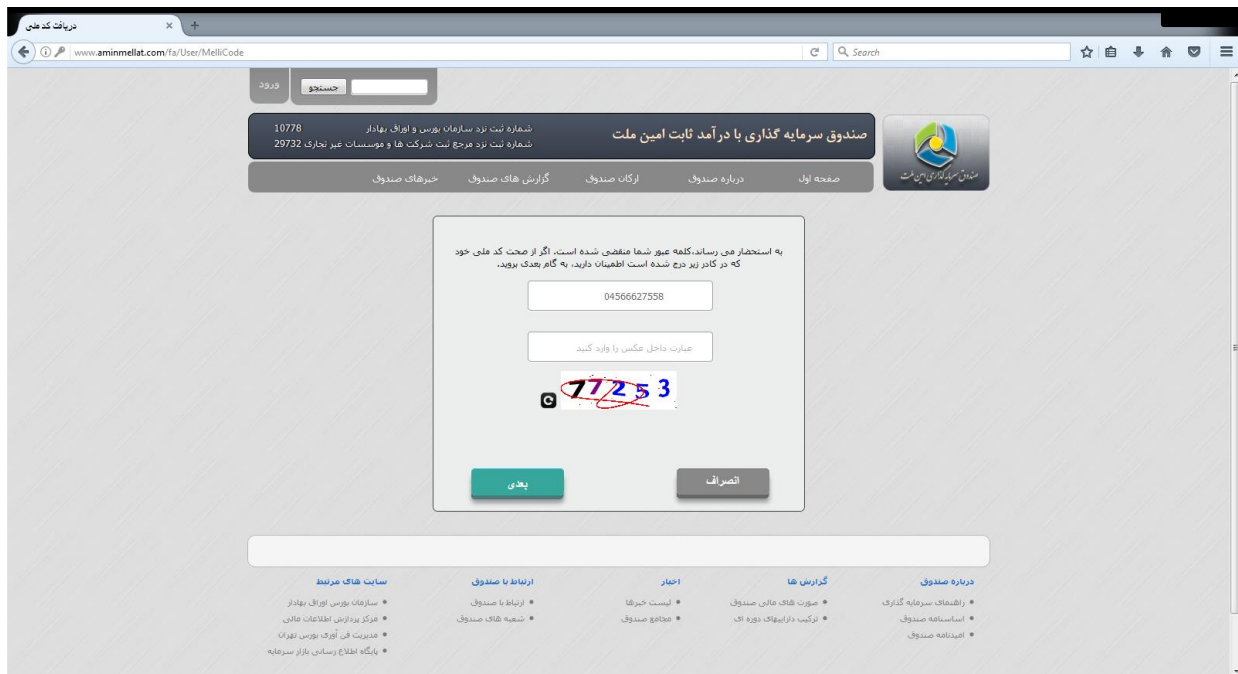 دریافت کد ملی
www.aminmellat.com/fa/User/MelliCode
Search
جستجو
ورود
صندوق سرمایه گذاری با درآمد ثابت امین ملت
شماره ثبت نزد سازمان بورس و اوراق بهادار 10778
شماره ثبت نزد مرجع ثبت شرکت ها و موسسات غیر تجاری 29732
صندوق سرمایه گذاری امین ملت
صفحه اول درباره صندوق ارکان صندوق گزارش های صندوق خبرهای صندوق
به استحضار می رساند،کلمه عبور شما منقضی شده است. اگر از صحت کد ملی خود
که در کادر زیر درج شده است اطمینان دارید، به گام بعدی بروید.
04566627558
عبارت داخل عکس را وارد کنید
77253
انصراف بعدی
درباره صندوق
راهنمای سرمایه گذاری
اساسنامه صندوق
امیدنامه صندوق
گزارش ها
صورت های مالی صندوق
ترکیب داراییهای دوره ای
اخبار
لیست خبرها
مجامع صندوق
ارتباط با صندوق
ارتباط با صندوق
شعبه های صندوق
سایت های مرتبط
سازمان بورس اوراق بهادار
مرکز پردازش اطلاعات مالی
مدیریت فن آوری بورس تهران
پایگاه اطلاع رسانی بازار سرمایه